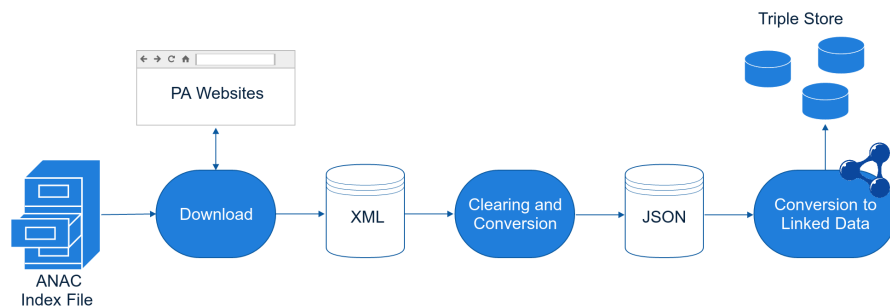 Triple Store
PA Websites
Download
XML
Clearing and
Conversion
JSON
Conversion to
Linked Data
ANAC
Index File